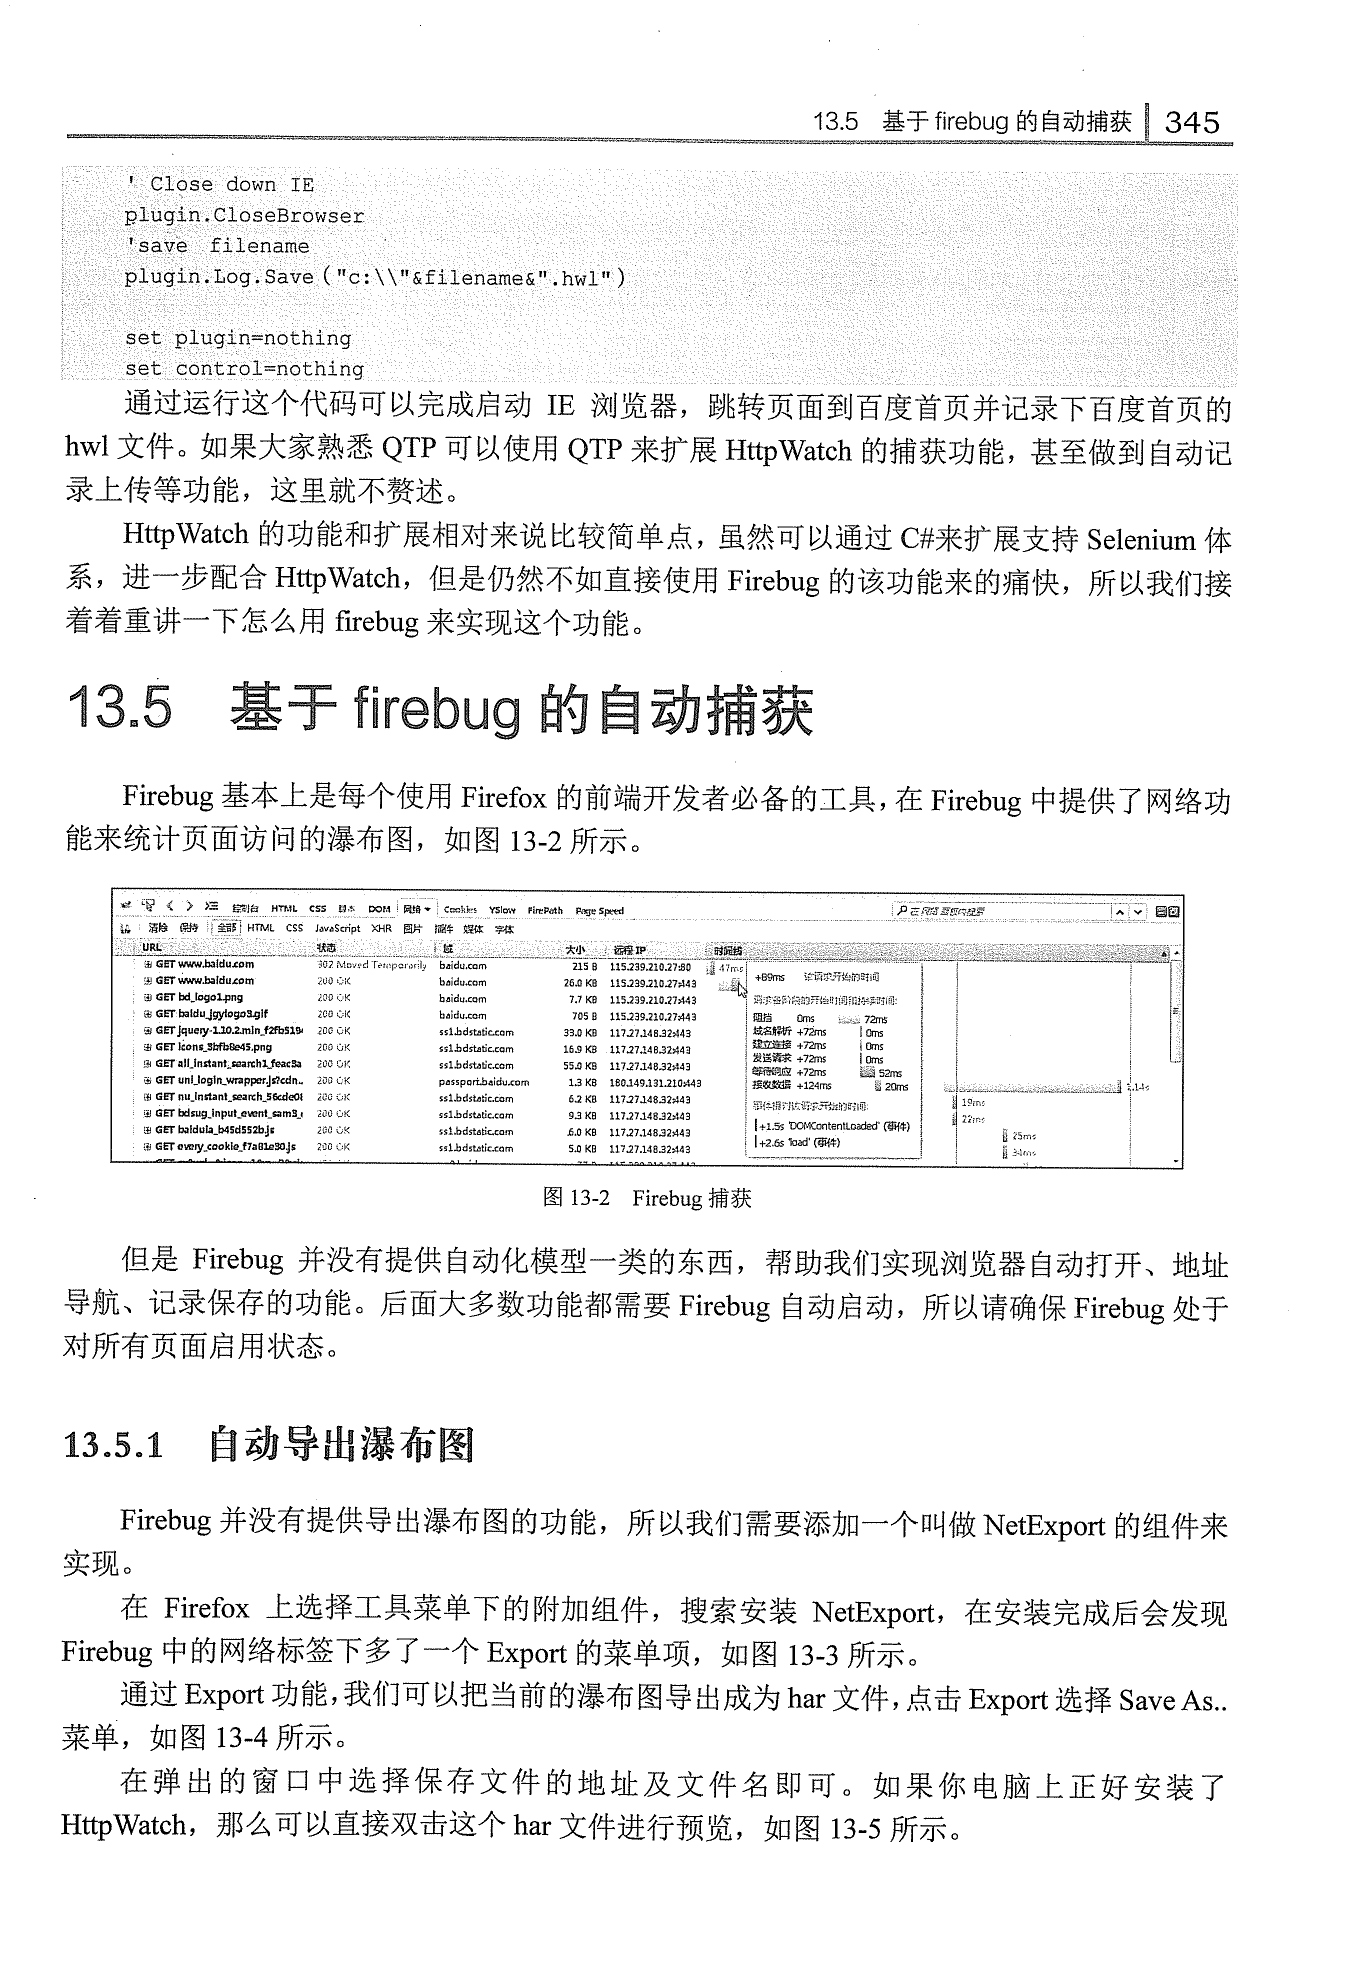 13.5 基于 firebug 的自动捕获 345
' Close down IE
plugin.CloseBrowser
'save filename
plugin.Log.Save("c:\\"&filename&".hwl")
set plugin=nothing
set control=nothing
通过运行这个代码可以完成启动 IE 浏览器，跳转页面到百度首页并记录下百度首页的
hwl 文件。如果大家熟悉 QTP 可以使用 QTP 来扩展 HttpWatch 的捕获功能，甚至做到自动记
录上传等功能，这里就不赘述。
HttpWatch 的功能和扩展相对来说比较简单点，虽然可以通过 C#来扩展支持 Selenium 体
系，进一步配合 HttpWatch，但是仍然不如直接使用 Firebug 的该功能来的痛快，所以我们接
着着重讲一下怎么用 firebug 来实现这个功能。
13.5 基于 firebug 的自动捕获
Firebug 基本上是每个使用 Firefox 的前端开发者必备的工具，在 Firebug 中提供了网络功
能来统计页面访问的瀑布图，如图 13-2 所示。
控制台 HTML CSS 脚本 DOM 网络 Cookies YSlow FirePath Page Speed
清除 保持 全部 HTML CSS JavaScript XHR 图片 插件 媒体 字体
URL 状态 域 大小 远程 IP 时间线
GET www.baidu.com 302 Moved Temporarily baidu.com 215 B 115.239.210.27:80 47ms
GET www.baidu.com 200 OK baidu.com 26.0 KB 115.239.210.27:443
GET bd_logo1.png 200 OK baidu.com 7.7 KB 115.239.210.27:443
GET baidu_jgylogo3.gif 200 OK baidu.com 705 B 115.239.210.27:443
GET jquery-1.10.2.min_f2fb519 200 OK ss1.bdstatic.com 33.0 KB 117.27.148.32:443
GET icons_3bfb8e45.png 200 OK ss1.bdstatic.com 16.9 KB 117.27.148.32:443
GET all_instant_search1_feac3a 200 OK ss1.bdstatic.com 55.0 KB 117.27.148.32:443
GET uni_login_wrapper.js?cdn.. 200 OK passport.baidu.com 1.3 KB 180.149.131.210:443
GET nu_instant_search_56cde0 200 OK ss1.bdstatic.com 6.2 KB 117.27.148.32:443
GET bdsug_input_event_sam3_ 200 OK ss1.bdstatic.com 9.3 KB 117.27.148.32:443
GET baidula_b45d552b.js 200 OK ss1.bdstatic.com 6.0 KB 117.27.148.32:443
GET every_cookie_f7a81e30.js 200 OK ss1.bdstatic.com 5.0 KB 117.27.148.32:443
+89ms 该请求开始的时间
请求各阶段的开始时间和持续时间:
阻挡 0ms 72ms
域名解析 +72ms 0ms
建立连接 +72ms 0ms
发送请求 +72ms 0ms
等待响应 +72ms 52ms
接收数据 +124ms 20ms
+1.5s 'DOMContentLoaded' (事件)
+2.6s 'load' (事件)
1.14s
19ms
22ms
25ms
34ms
图 13-2 Firebug 捕获
但是 Firebug 并没有提供自动化模型一类的东西，帮助我们实现浏览器自动打开、地址
导航、记录保存的功能。后面大多数功能都需要 Firebug 自动启动，所以请确保 Firebug 处于
对所有页面启用状态。
13.5.1 自动导出瀑布图
Firebug 并没有提供导出瀑布图的功能，所以我们需要添加一个叫做 NetExport 的组件来
实现。
在 Firefox 上选择工具菜单下的附加组件，搜索安装 NetExport，在安装完成后会发现
Firebug 中的网络标签下多了一个 Export 的菜单项，如图 13-3 所示。
通过 Export 功能，我们可以把当前的瀑布图导出成为 har 文件，点击 Export 选择 Save As..
菜单，如图 13-4 所示。
在弹出的窗口中选择保存文件的地址及文件名即可。如果你电脑上正好安装了
HttpWatch，那么可以直接双击这个 har 文件进行预览，如图 13-5 所示。